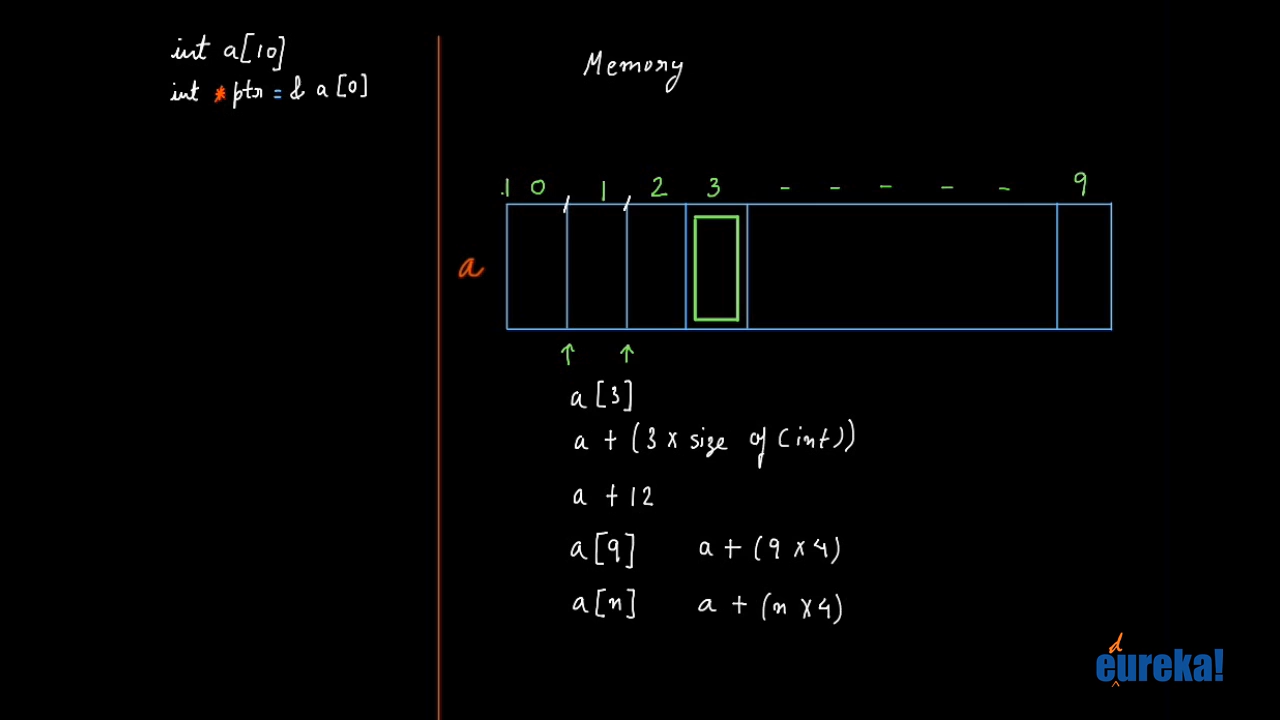 int a[10]
int *ptr = & a[0]
Memory
.1 0 1 2 3 - - - - - 9
a
a[3]
a + (3 x size of (int))
a + 12
a[9] a + (9 x 4)
a[n] a + (n x 4)
d
eureka!
^